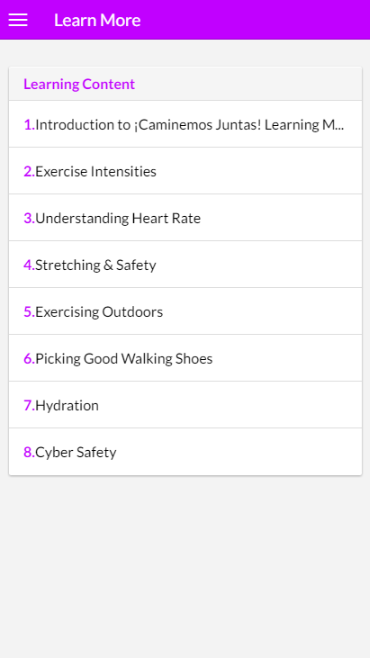 Learn More
Learning Content
1.Introduction to ¡Caminemos Juntas! Learning M...
2.Exercise Intensities
3.Understanding Heart Rate
4.Stretching & Safety
5.Exercising Outdoors
6.Picking Good Walking Shoes
7.Hydration
8.Cyber Safety